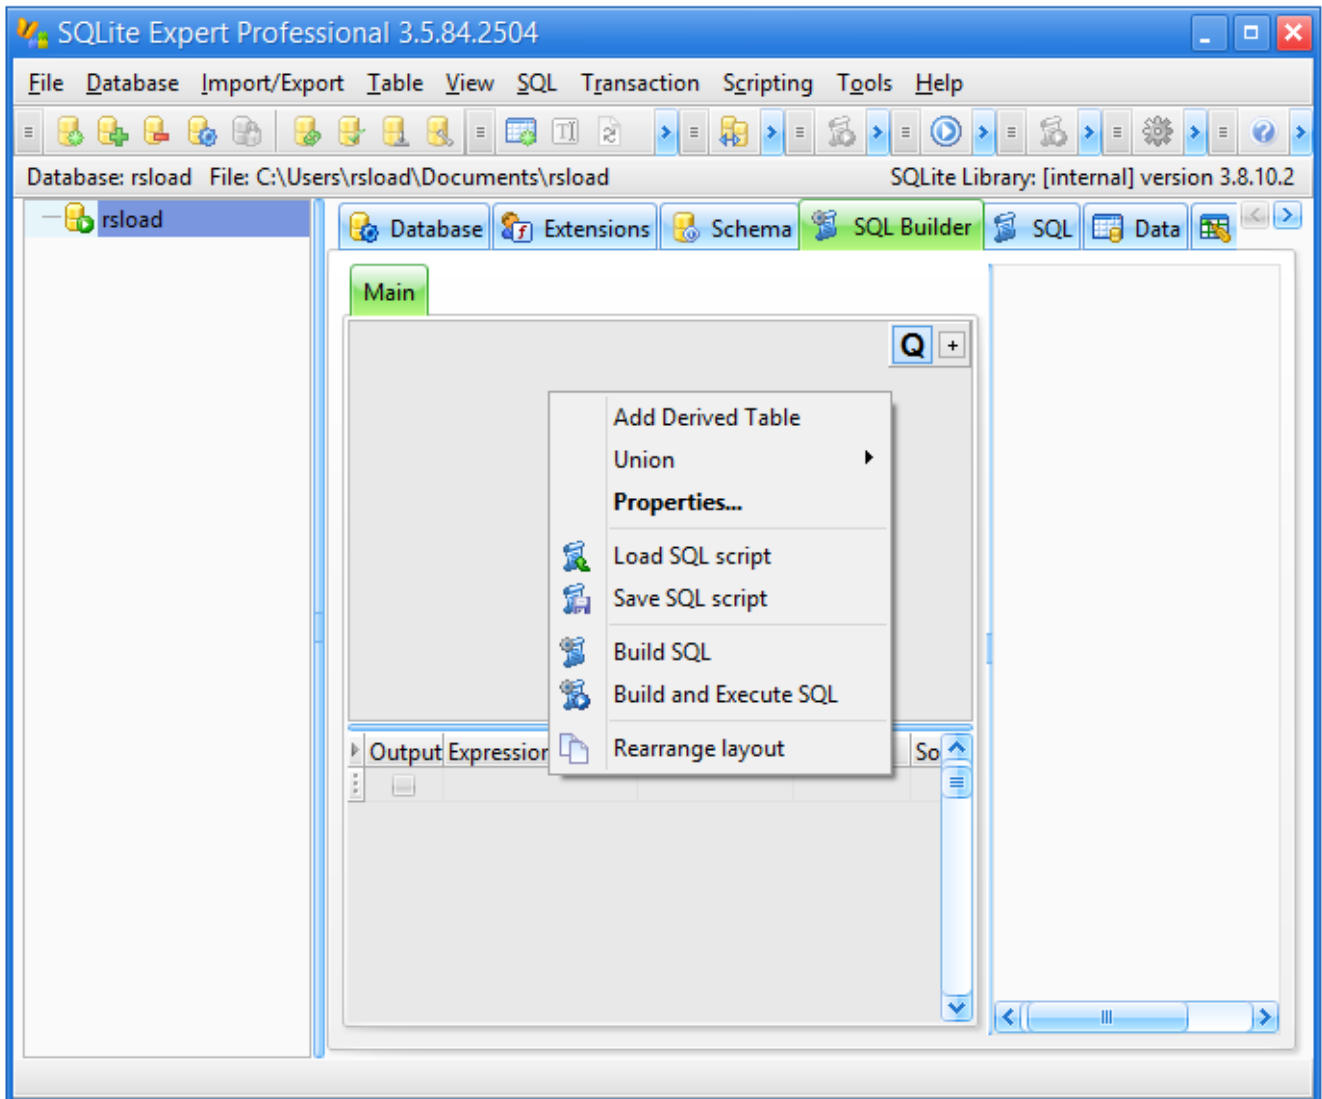 SQLite Expert Professional 3.5.84.2504
File Database Import/Export Table View SQL Transaction Scripting Tools Help
Database: rsload File: C:\Users\rsload\Documents\rsload SQLite Library: [internal] version 3.8.10.2
rsload
Database Extensions Schema SQL Builder SQL Data
Main
Q +
Add Derived Table
Union
Properties...
Load SQL script
Save SQL script
Build SQL
Build and Execute SQL
Rearrange layout
Output Expression So